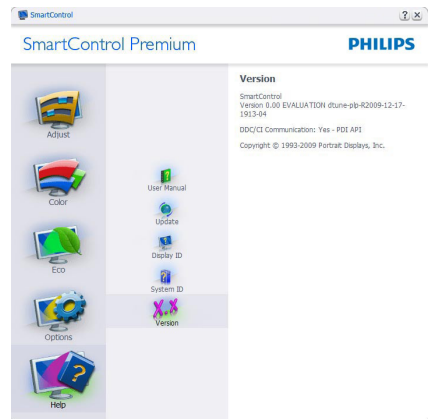 SmartControl
SmartControl Premium
PHILIPS
Adjust
Color
Eco
Options
Help
User Manual
Update
Display ID
System ID
X.X
Version
Version
SmartControl
Version 0.00 EVALUATION dtune-plp-R2009-12-17-
1913-04
DDC/CI Communication: Yes - PDI API
Copyright © 1993-2009 Portrait Displays, Inc.